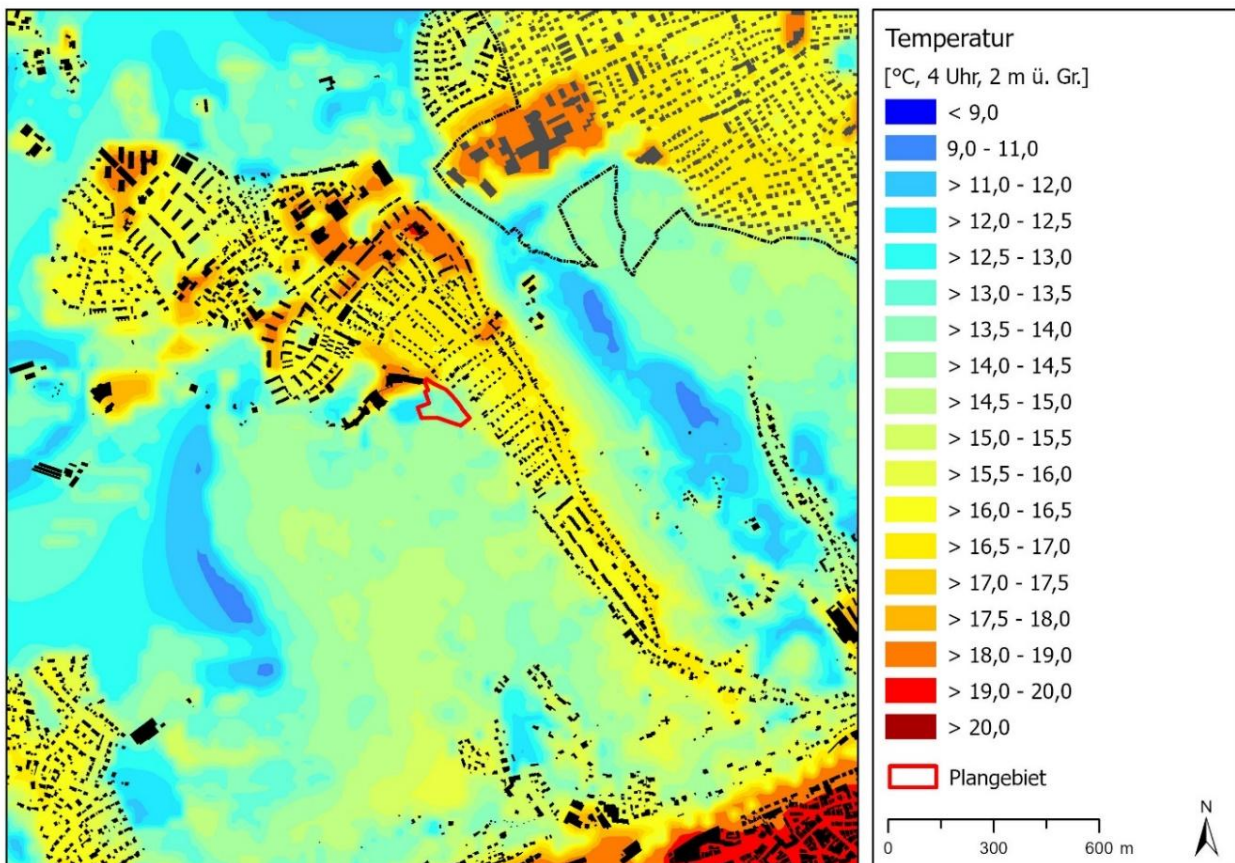 Temperatur
[°C, 4 Uhr, 2 m ü. Gr.]
< 9,0
9,0 - 11,0
> 11,0 - 12,0
> 12,0 - 12,5
> 12,5 - 13,0
> 13,0 - 13,5
> 13,5 - 14,0
> 14,0 - 14,5
> 14,5 - 15,0
> 15,0 - 15,5
> 15,5 - 16,0
> 16,0 - 16,5
> 16,5 - 17,0
> 17,0 - 17,5
> 17,5 - 18,0
> 18,0 - 19,0
> 19,0 - 20,0
> 20,0
Plangebiet
N
0 300 600 m